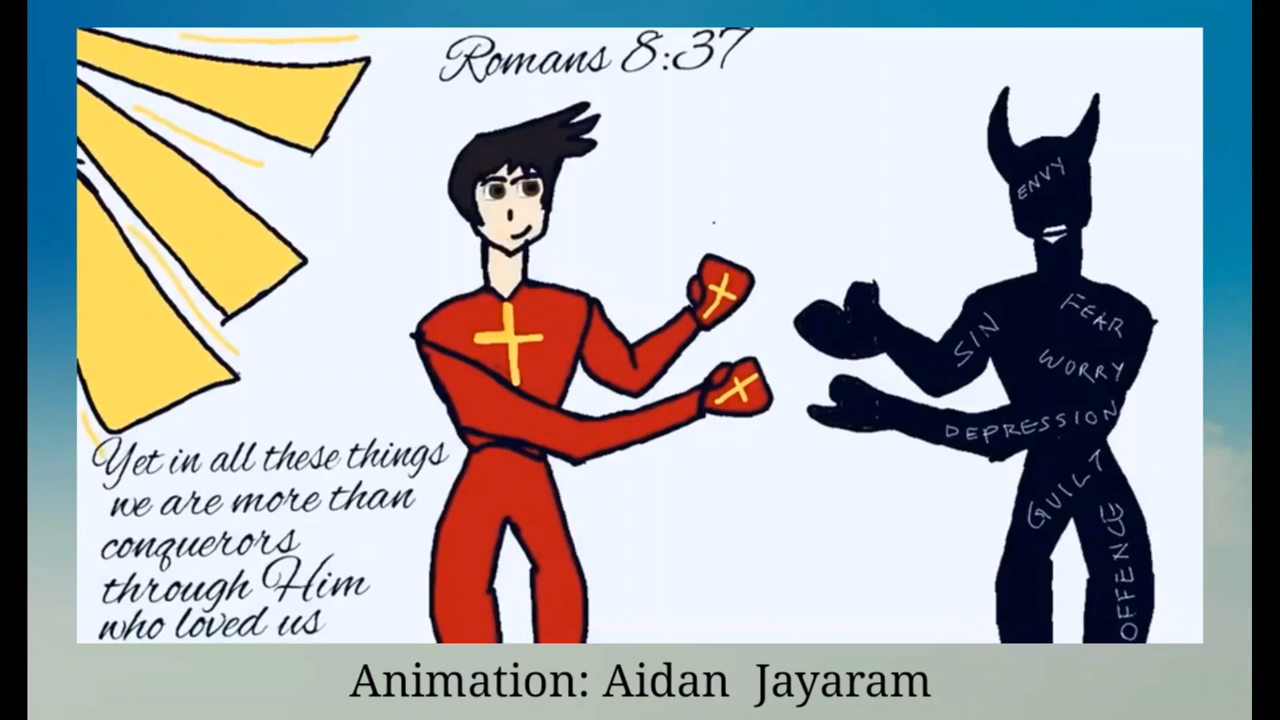 Romans 8:37
ENVY
SIN
FEAR
WORRY
DEPRESSION
GUILT
OFFENCE
Yet in all these things
we are more than
conquerors
through Him
who loved us
Animation: Aidan Jayaram